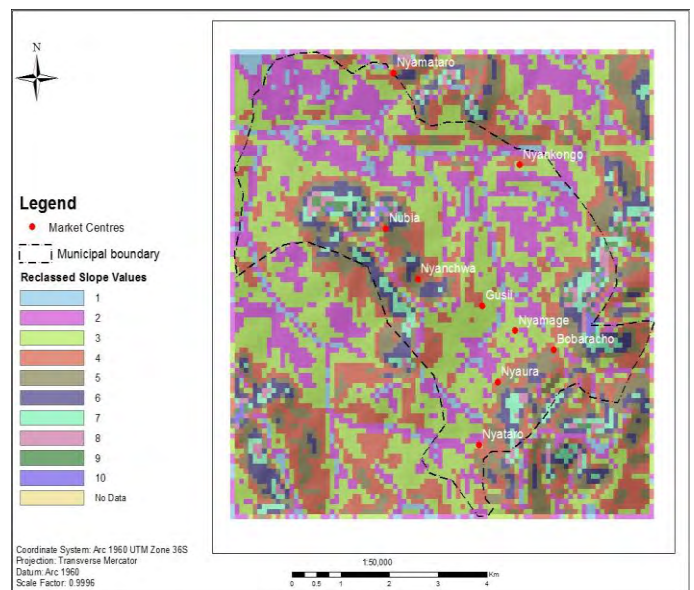 N
Nyamataro
Nyankongo
Nubia
Nyanchwa
Gusii
Nyamage
Bobaracho
Nyaura
Nyataro
Legend
Market Centres
Municipal boundary
Reclassed Slope Values
1
2
3
4
5
6
7
8
9
10
No Data
Coordinate System: Arc 1960 UTM Zone 36S
Projection: Transverse Mercator
Datum: Arc 1960
Scale Factor: 0.9996
1:50,000
0 0.5 1 2 3 4 Km